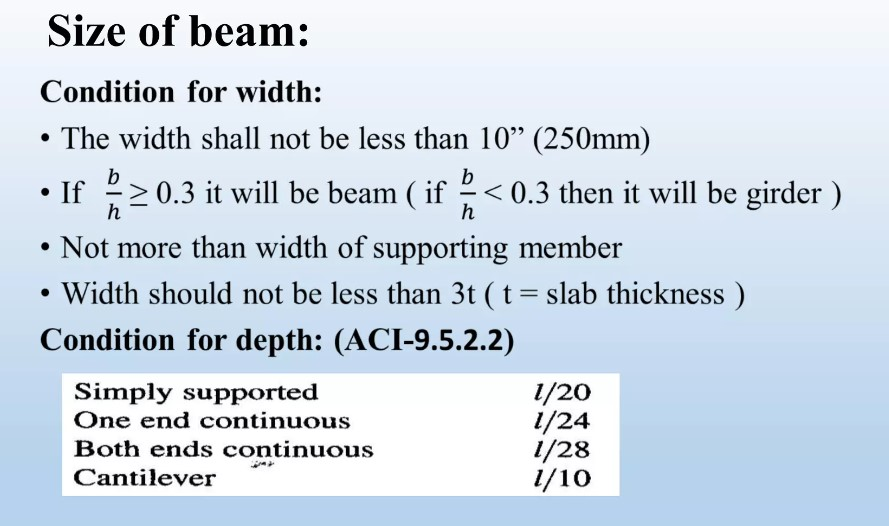 Size of beam:
Condition for width:
• The width shall not be less than 10” (250mm)
• If b/h ≥ 0.3 it will be beam ( if b/h < 0.3 then it will be girder )
• Not more than width of supporting member
• Width should not be less than 3t ( t = slab thickness )
Condition for depth: (ACI-9.5.2.2)
Simply supported l/20
One end continuous l/24
Both ends continuous l/28
Cantilever l/10